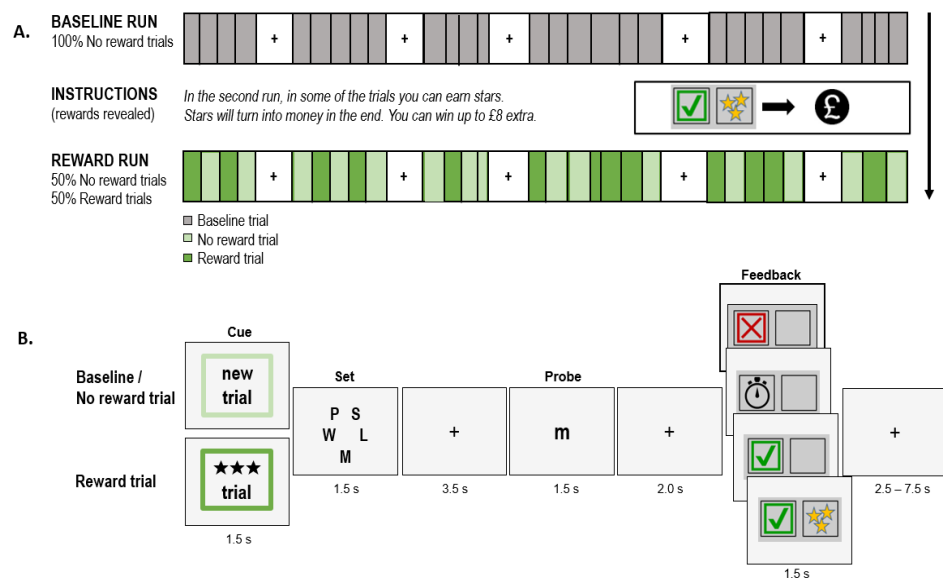 A.
BASELINE RUN
100% No reward trials
+ + + + +
INSTRUCTIONS
(rewards revealed)
In the second run, in some of the trials you can earn stars.
Stars will turn into money in the end. You can win up to £8 extra.
£
REWARD RUN
50% No reward trials
50% Reward trials
+ + + + +
Baseline trial
No reward trial
Reward trial
B.
Baseline /
No reward trial
Reward trial
Cue
new
trial
★★★
trial
1.5 s
Set
P S
W L
M
1.5 s
+
3.5 s
Probe
m
1.5 s
+
2.0 s
Feedback
1.5 s
+
2.5 – 7.5 s